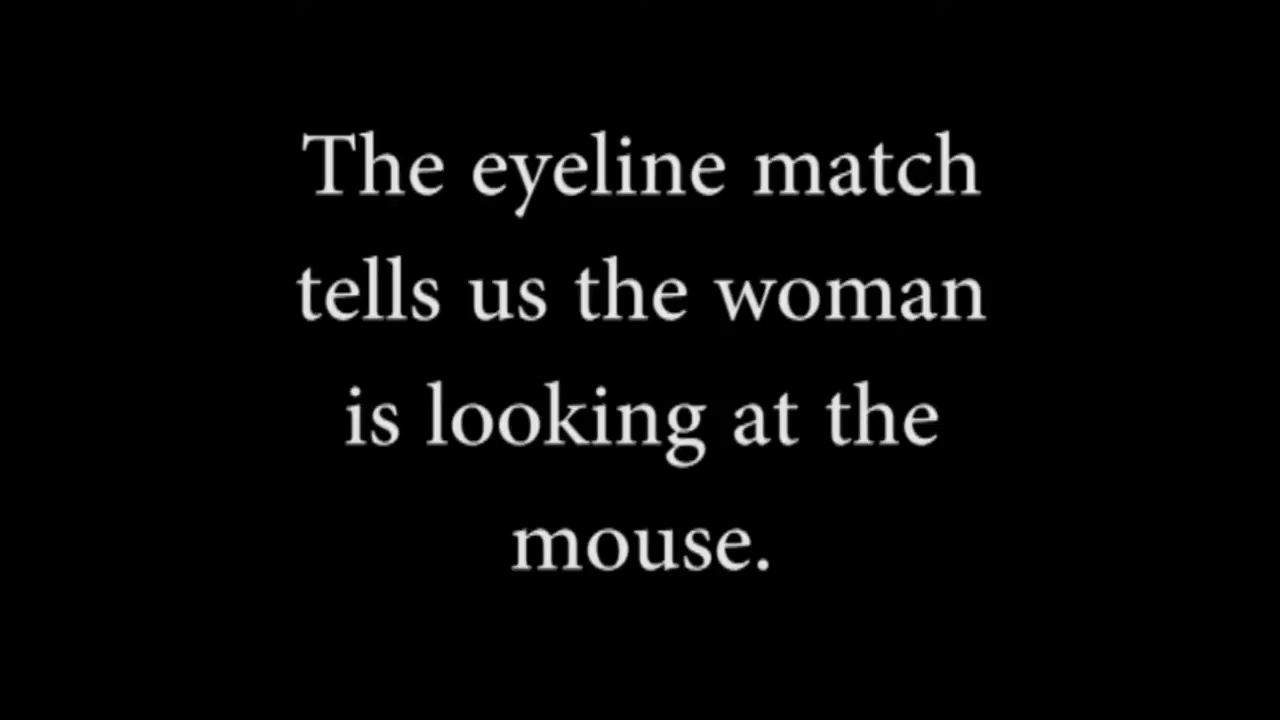 The eyeline match
tells us the woman
is looking at the
mouse.